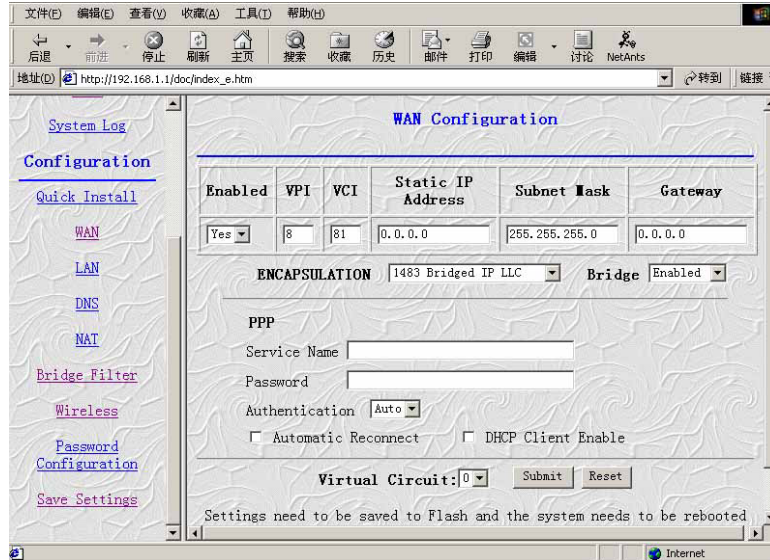 文件(F) 编辑(E) 查看(V) 收藏(A) 工具(T) 帮助(H)
后退 前进 停止 刷新 主页 搜索 收藏 历史 邮件 打印 编辑 讨论 NetAnts
地址(D) http://192.168.1.1/doc/index_e.htm 转到 链接
System Log
Configuration
Quick Install
WAN
LAN
DNS
NAT
Bridge Filter
Wireless
Password
Configuration
Save Settings
WAN Configuration
Enabled VPI VCI Static IP Address Subnet Mask Gateway
Yes 8 81 0.0.0.0 255.255.255.0 0.0.0.0
ENCAPSULATION 1483 Bridged IP LLC Bridge Enabled
PPP
Service Name
Password
Authentication Auto
Automatic Reconnect DHCP Client Enable
Virtual Circuit: 0 Submit Reset
Settings need to be saved to Flash and the system needs to be rebooted
Internet